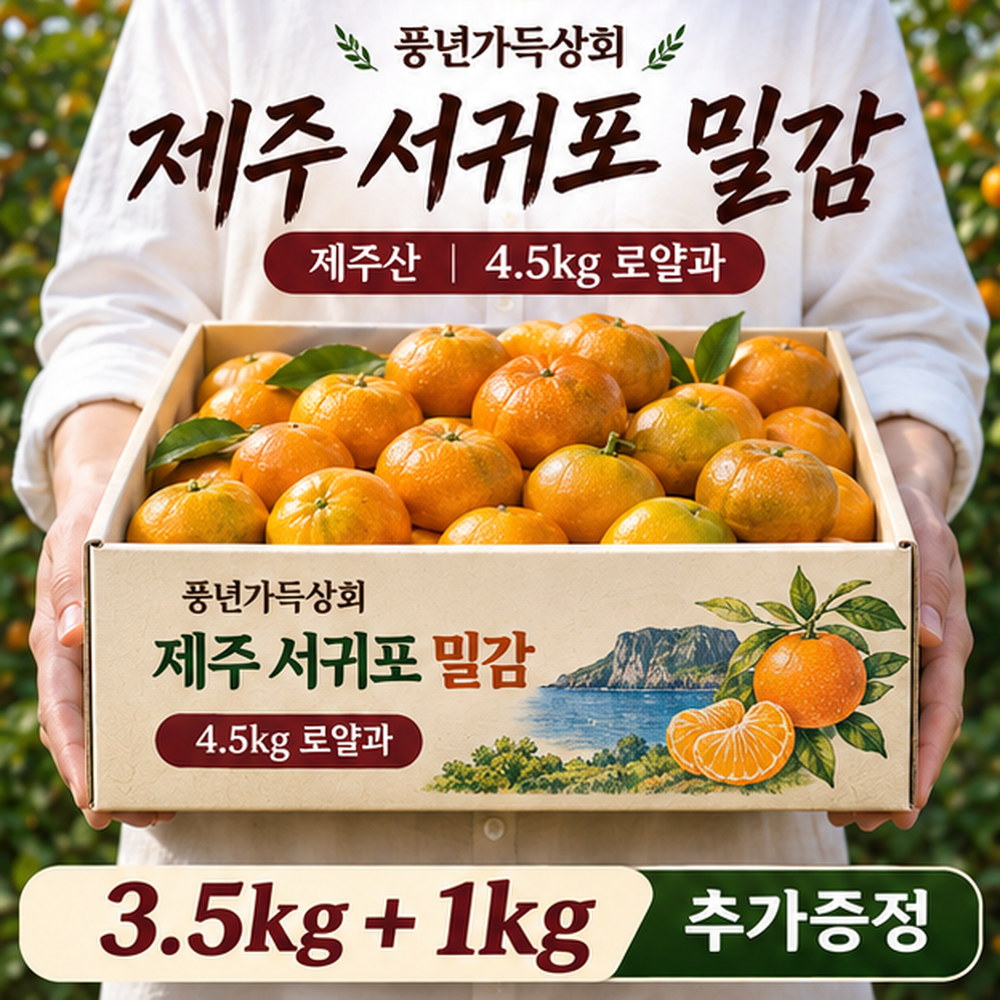 풍년가득상회
제주 서귀포 밀감
제주산 | 4.5kg 로얄과
풍년가득상회
제주 서귀포 밀감
4.5kg 로얄과
3.5kg + 1kg 추가증정